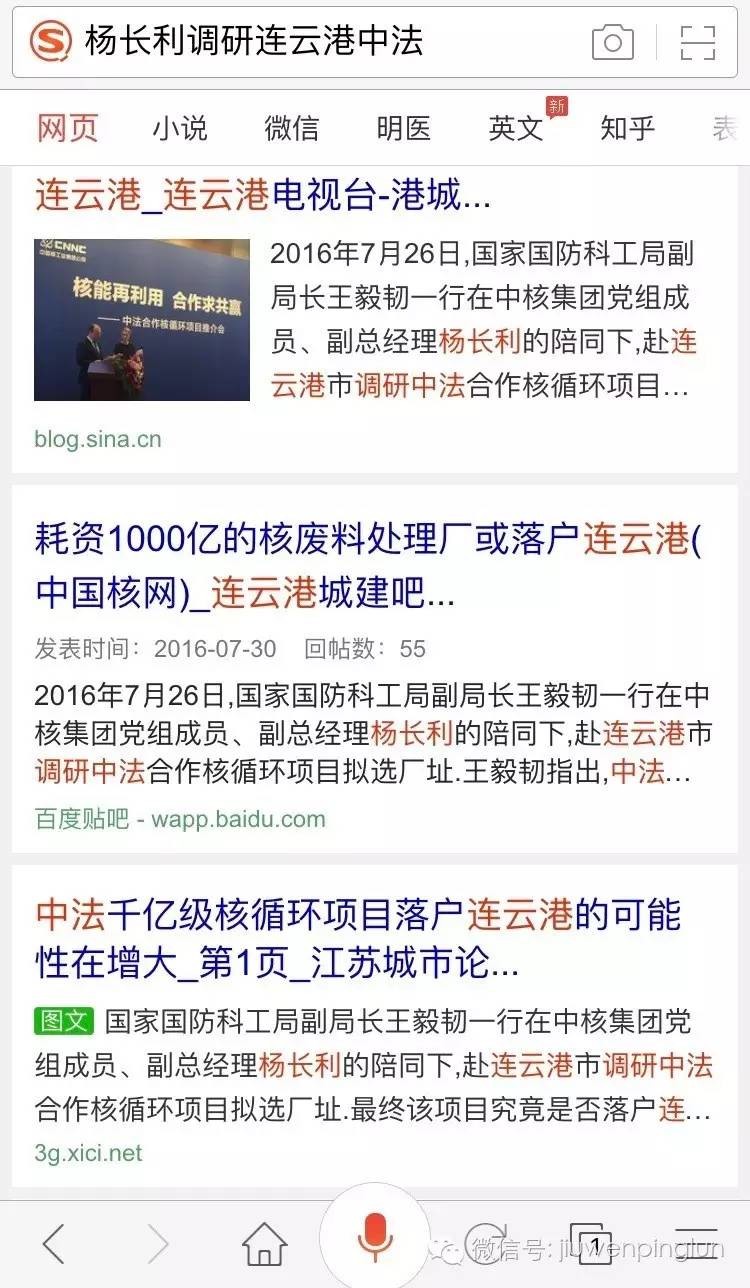 杨长利调研连云港中法
网页 小说 微信 明医 英文 新 知乎 表
连云港_连云港电视台-港城...
CNNC
核能再利用 合作求共赢
—— 中法合作核循环项目推介会
2016年7月26日,国家国防科工局副
局长王毅韧一行在中核集团党组成
员、副总经理杨长利的陪同下,赴连
云港市调研中法合作核循环项目...
blog.sina.cn
耗资1000亿的核废料处理厂或落户连云港(
中国核网)_连云港城建吧...
发表时间：2016-07-30 回帖数：55
2016年7月26日,国家国防科工局副局长王毅韧一行在中
核集团党组成员、副总经理杨长利的陪同下,赴连云港市
调研中法合作核循环项目拟选厂址.王毅韧指出,中法...
百度贴吧 - wapp.baidu.com
中法千亿级核循环项目落户连云港的可能
性在增大_第1页_江苏城市论...
图文 国家国防科工局副局长王毅韧一行在中核集团党
组成员、副总经理杨长利的陪同下,赴连云港市调研中法
合作核循环项目拟选厂址.最终该项目究竟是否落户连...
3g.xici.net
1
微信号: jiuwenpinglun